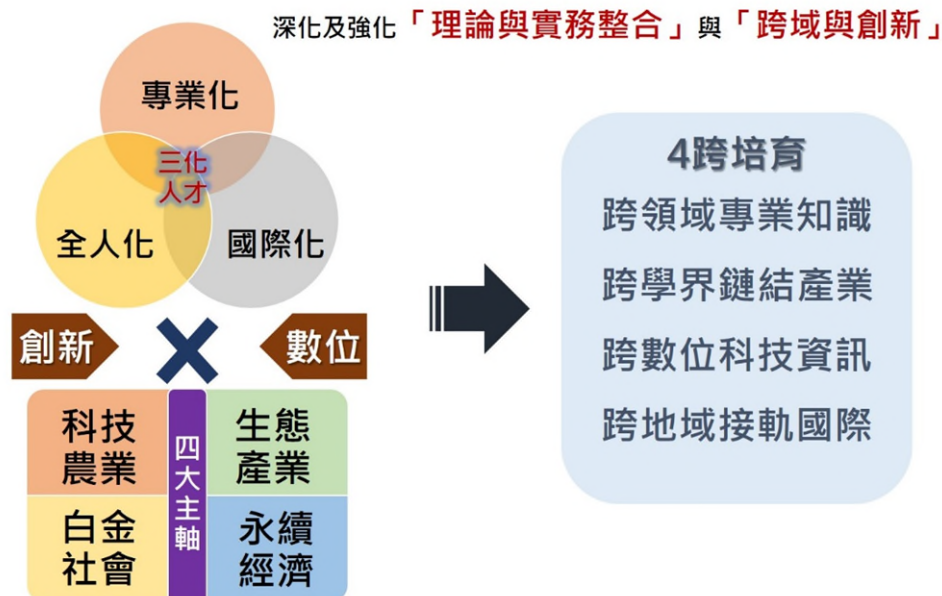 深化及強化「理論與實務整合」與「跨域與創新」
專業化
三化
人才
全人化
國際化
創新
數位
科技
農業
四大主軸
生態
產業
白金
社會
永續
經濟
4跨培育
跨領域專業知識
跨學界鏈結產業
跨數位科技資訊
跨地域接軌國際